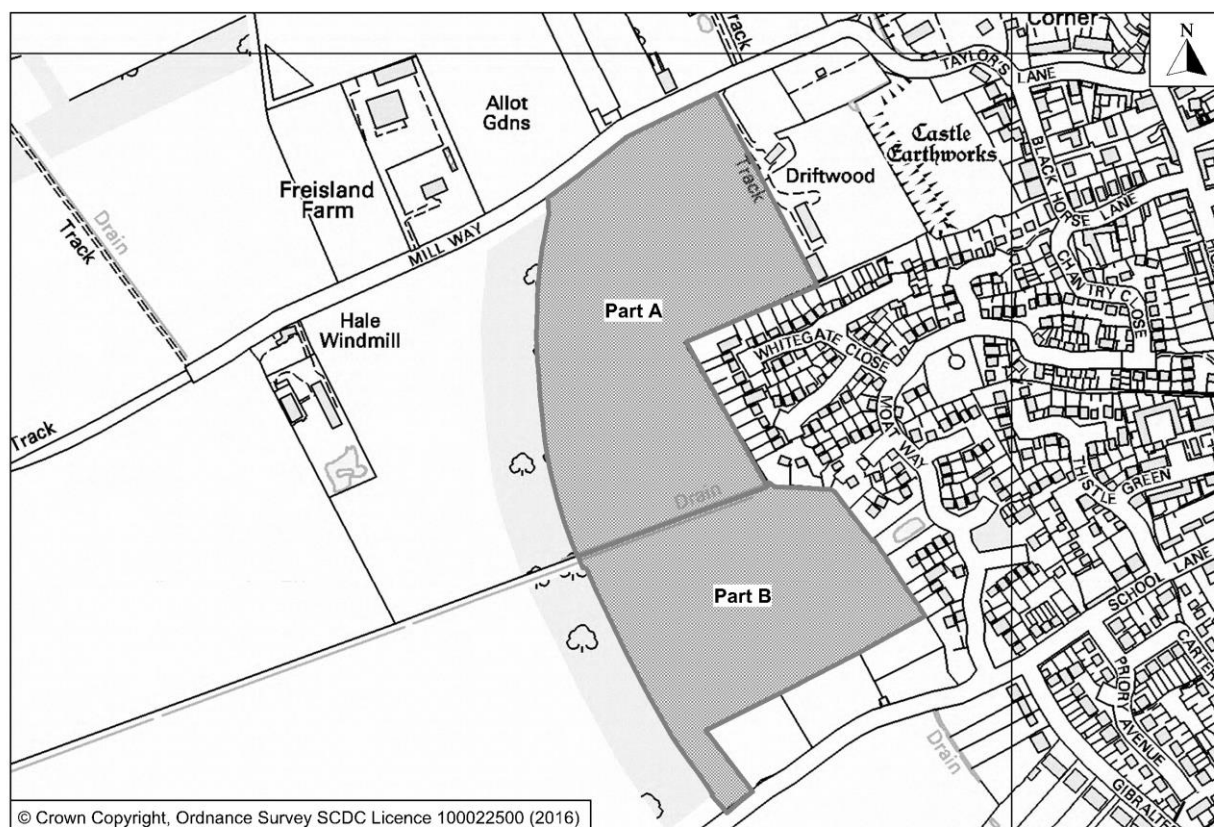 Corner
N
Track
TAYLOR'S LANE
Allot
Gdns
Castle
Earthworks
BLACK HORSE LANE
Freisland
Farm
Track
Driftwood
Drain
Track
MILL WAY
CHANTRY CLOSE
Part A
Hale
Windmill
WHITEGATE CLOSE
MOAT WAY
Track
THISTLE GREEN
Drain
SCHOOL LANE
Part B
PRIORY AVENUE
Drain
© Crown Copyright, Ordnance Survey SCDC Licence 100022500 (2016)